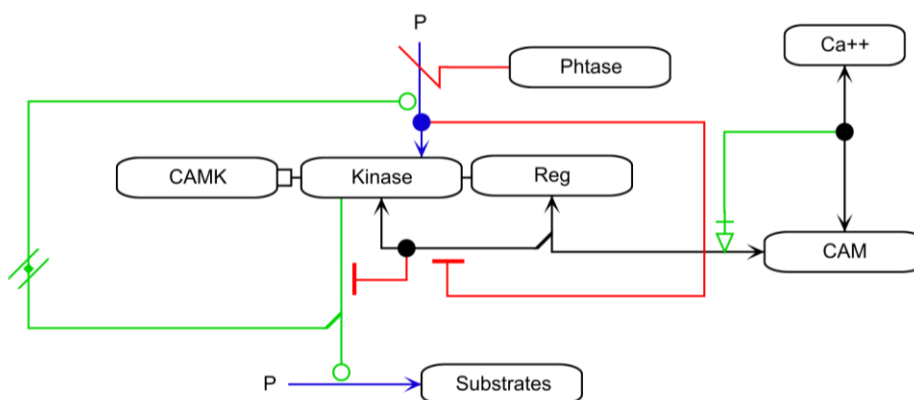 P
Ca++
Phtase
CAMK
Kinase
Reg
CAM
P
Substrates